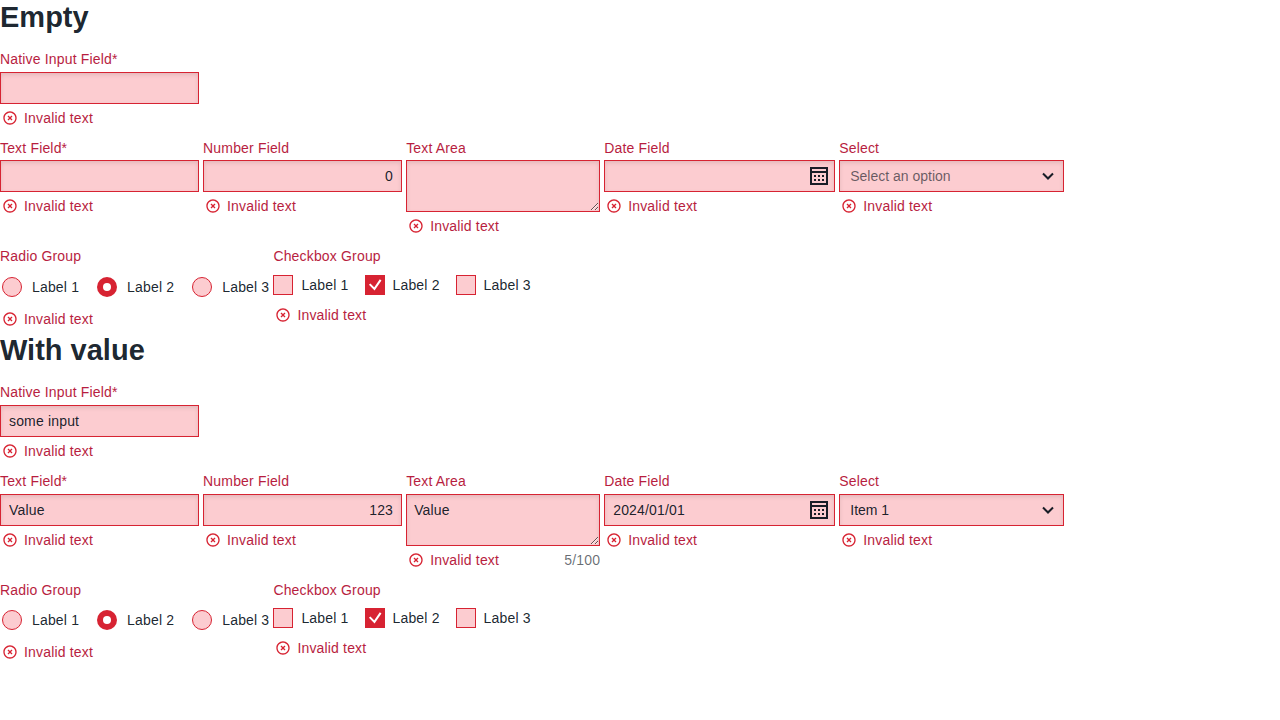 Empty
Native Input Field*
Invalid text
Text Field* Number Field Text Area Date Field Select
0 Select an option
Invalid text Invalid text Invalid text Invalid text
Invalid text
Radio Group Checkbox Group
Label 1 Label 2 Label 3 Label 1 Label 2 Label 3
Invalid text Invalid text
With value
Native Input Field*
some input
Invalid text
Text Field* Number Field Text Area Date Field Select
Value 123 Value 2024/01/01 Item 1
Invalid text Invalid text Invalid text Invalid text
Invalid text 5/100
Radio Group Checkbox Group
Label 1 Label 2 Label 3 Label 1 Label 2 Label 3
Invalid text Invalid text